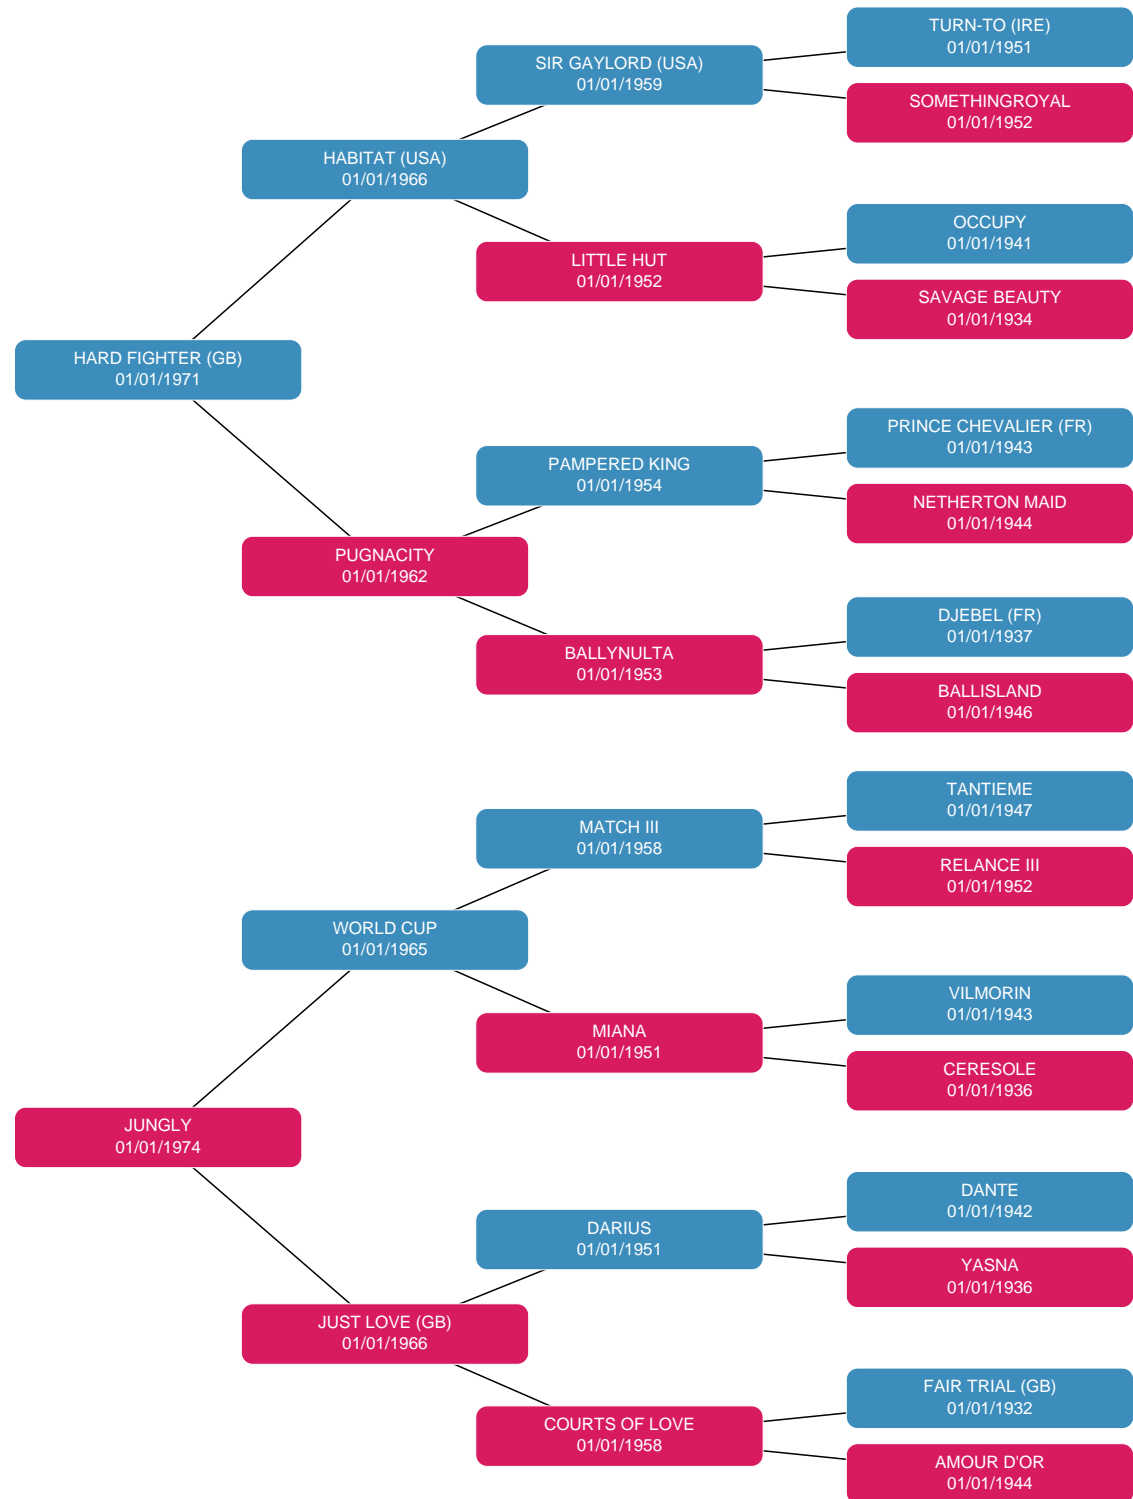 TURN-TO (IRE)
01/01/1951
SIR GAYLORD (USA)
01/01/1959
SOMETHINGROYAL
01/01/1952
HABITAT (USA)
01/01/1966
OCCUPY
01/01/1941
LITTLE HUT
01/01/1952
SAVAGE BEAUTY
01/01/1934
HARD FIGHTER (GB)
01/01/1971
PRINCE CHEVALIER (FR)
01/01/1943
PAMPERED KING
01/01/1954
NETHERTON MAID
01/01/1944
PUGNACITY
01/01/1962
DJEBEL (FR)
01/01/1937
BALLYNULTA
01/01/1953
BALLISLAND
01/01/1946
TANTIEME
01/01/1947
MATCH III
01/01/1958
RELANCE III
01/01/1952
WORLD CUP
01/01/1965
VILMORIN
01/01/1943
MIANA
01/01/1951
CERESOLE
01/01/1936
JUNGLY
01/01/1974
DANTE
01/01/1942
DARIUS
01/01/1951
YASNA
01/01/1936
JUST LOVE (GB)
01/01/1966
FAIR TRIAL (GB)
01/01/1932
COURTS OF LOVE
01/01/1958
AMOUR D'OR
01/01/1944